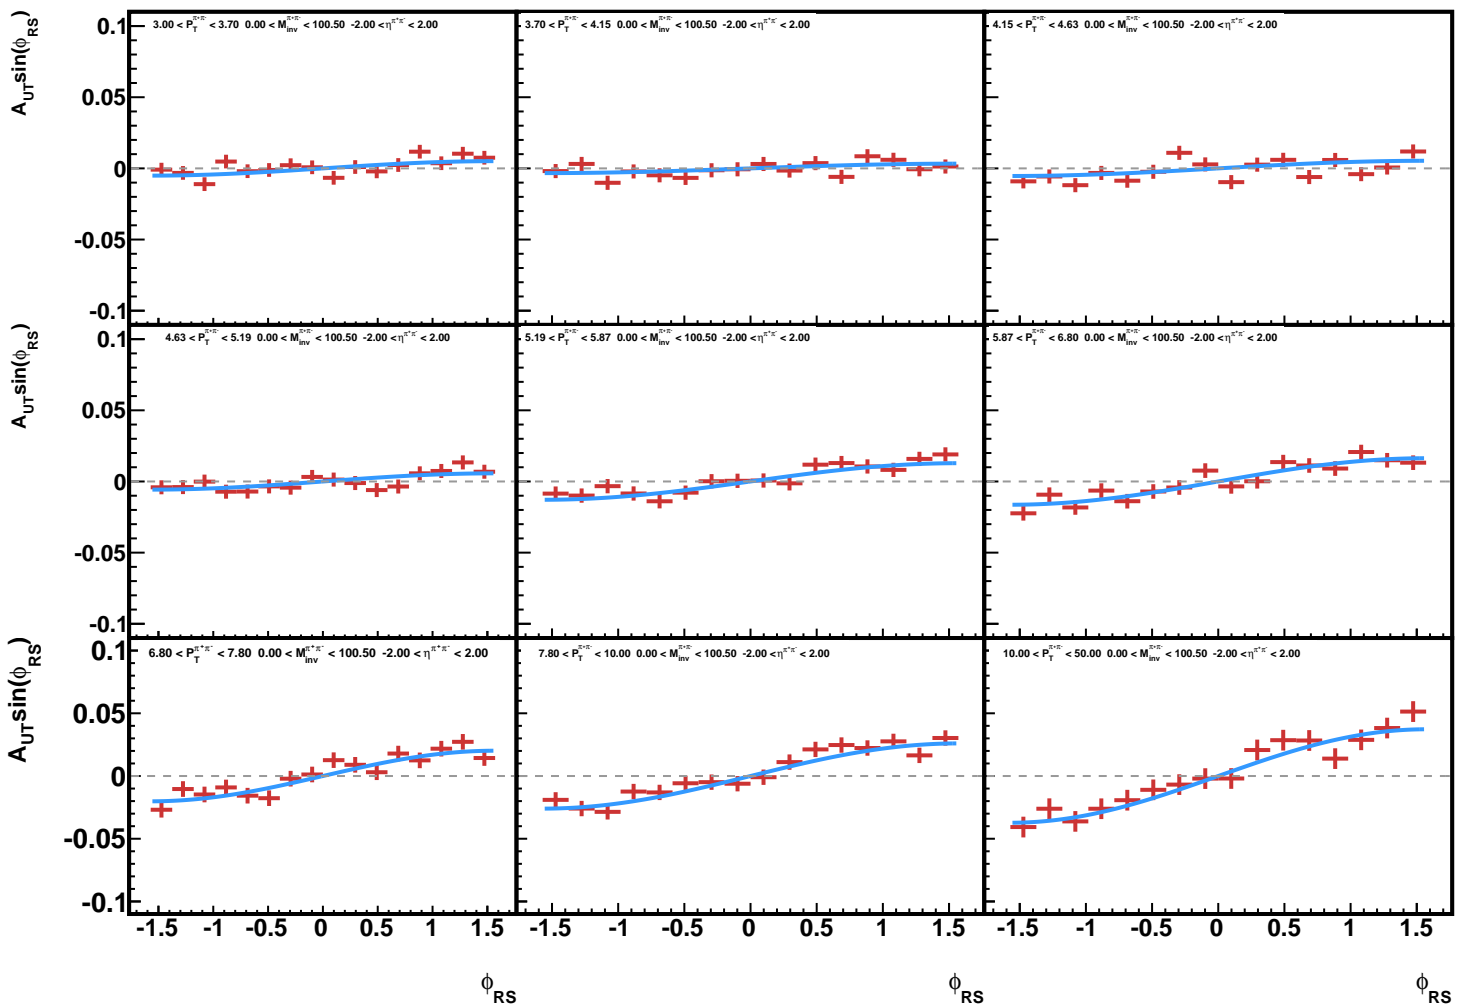 A_UT sin(ϕ_RS)
0.1
0.05
0
-0.05
-0.1
3.00 < P_T^π+π- < 3.70 0.00 < M_inv^π+π- < 100.50 -2.00 < η^π+π- < 2.00
3.70 < P_T^π+π- < 4.15 0.00 < M_inv^π+π- < 100.50 -2.00 < η^π+π- < 2.00
4.15 < P_T^π+π- < 4.63 0.00 < M_inv^π+π- < 100.50 -2.00 < η^π+π- < 2.00
A_UT sin(ϕ_RS)
0.1
0.05
0
-0.05
-0.1
4.63 < P_T^π+π- < 5.19 0.00 < M_inv^π+π- < 100.50 -2.00 < η^π+π- < 2.00
5.19 < P_T^π+π- < 5.87 0.00 < M_inv^π+π- < 100.50 -2.00 < η^π+π- < 2.00
5.87 < P_T^π+π- < 6.80 0.00 < M_inv^π+π- < 100.50 -2.00 < η^π+π- < 2.00
A_UT sin(ϕ_RS)
0.1
0.05
0
-0.05
-0.1
6.80 < P_T^π+π- < 7.80 0.00 < M_inv^π+π- < 100.50 -2.00 < η^π+π- < 2.00
7.80 < P_T^π+π- < 10.00 0.00 < M_inv^π+π- < 100.50 -2.00 < η^π+π- < 2.00
10.00 < P_T^π+π- < 50.00 0.00 < M_inv^π+π- < 100.50 -2.00 < η^π+π- < 2.00
-1.5 -1 -0.5 0 0.5 1 1.5
-1.5 -1 -0.5 0 0.5 1 1.5
-1.5 -1 -0.5 0 0.5 1 1.5
ϕ_RS
ϕ_RS
ϕ_RS